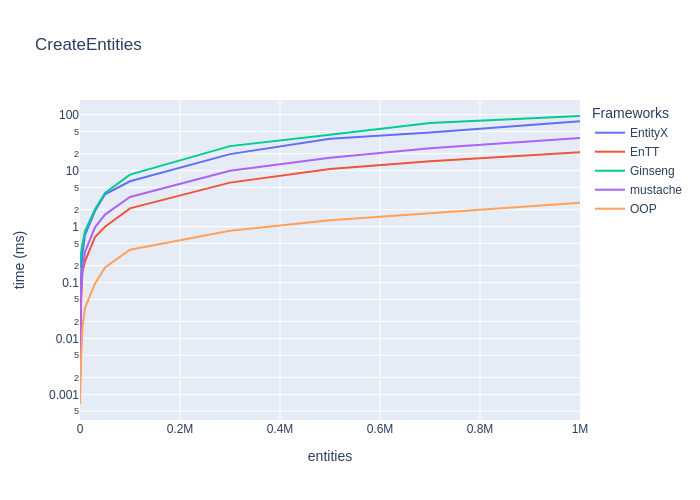 CreateEntities
Frameworks
EntityX
EnTT
Ginseng
mustache
OOP
time (ms)
100
5
2
10
5
2
1
5
2
0.1
5
2
0.01
5
2
0.001
5
0
0.2M
0.4M
0.6M
0.8M
1M
entities